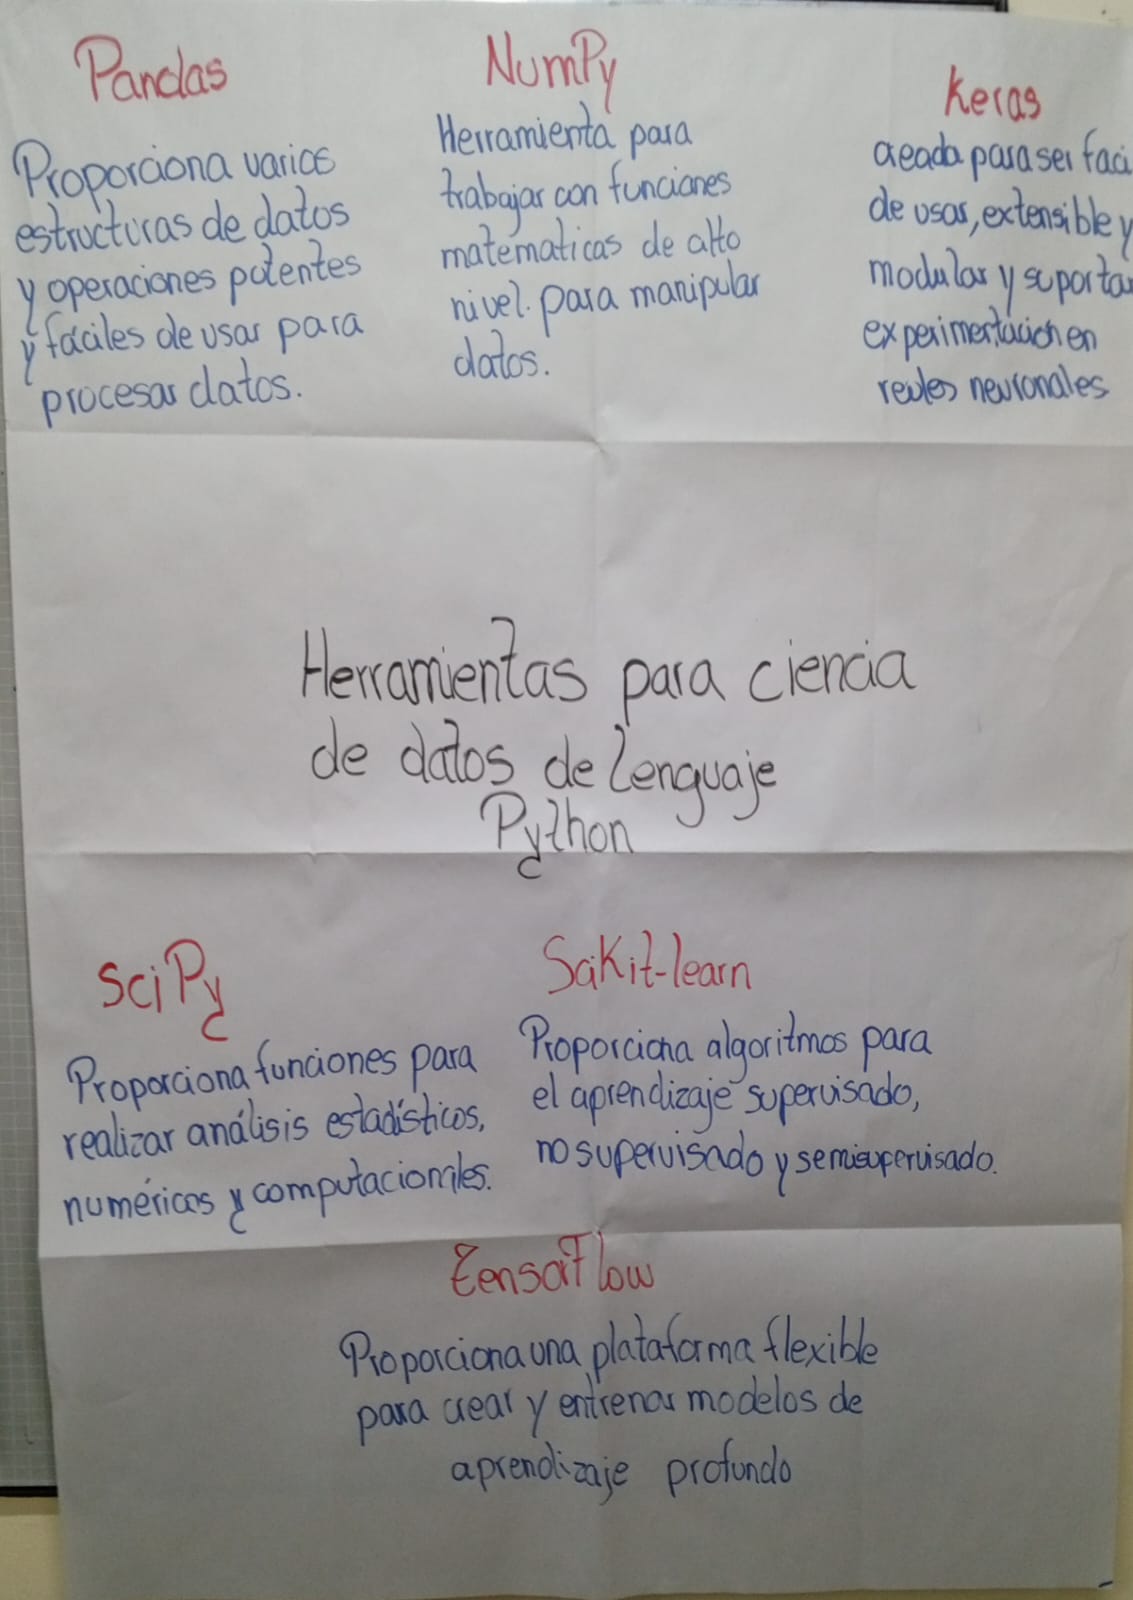 Pandas
Proporciona varias
estructuras de datos
y operaciones potentes
y fáciles de usar para
procesar datos.
NumPy
Herramienta para
trabajar con funciones
matematicas de alto
nivel. para manipular
datos.
Keras
creada para ser faci
de usar, extensible y
modular y suporta
experimentación en
redes neuronales
Herramientas para ciencia
de datos de lenguaje
Python
SciPy
Proporciona funciones para
realizar análisis estadísticos,
numéricos y computacionales.
SciKit-learn
Proporciona algoritmos para
el aprendizaje supervisado,
no supervisado y semisupervisado.
TensorFlow
Proporciona una plataforma flexible
para crear y entrenar modelos de
aprendizaje profundo